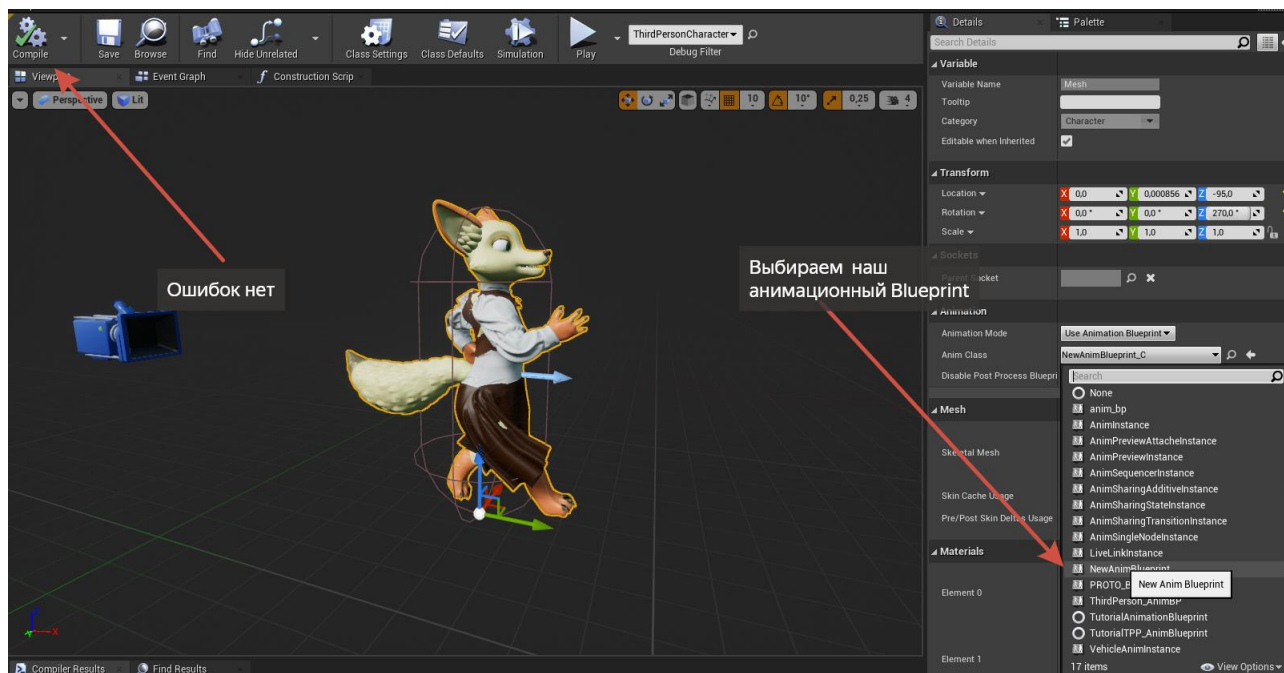 Compile
Save
Browse
Find
Hide Unrelated
Class Settings
Class Defaults
Simulation
Play
ThirdPersonCharacter
Debug Filter
Event Graph
Construction Scrip
Perspective
Lit
10
10°
0,25
4
Ошибок нет
Выбираем наш
анимационный Blueprint
Compiler Results
Find Results
Details
Palette
Search Details
Variable
Variable Name
Mesh
Tooltip
Category
Character
Editable when Inherited
Transform
Location
X 0,0
Y 0,000856
Z -95,0
Rotation
X 0,0 °
Y 0,0 °
Z 270,0 °
Scale
X 1,0
Y 1,0
Z 1,0
Sockets
Parent Socket
Animation
Animation Mode
Use Animation Blueprint
Anim Class
NewAnimBlueprint_C
Disable Post Process Bluepri
Search
None
anim_bp
AnimInstance
AnimPreviewAttacheInstance
AnimPreviewInstance
AnimSequencerInstance
AnimSharingAdditiveInstance
AnimSharingStateInstance
AnimSharingTransitionInstance
AnimSingleNodeInstance
LiveLinkInstance
NewAnimBlueprint
New Anim Blueprint
ThirdPerson_AnimBP
TutorialAnimationBlueprint
TutorialTPP_AnimBlueprint
VehicleAnimInstance
17 items
View Options
Mesh
Skeletal Mesh
Skin Cache Usage
Pre/Post Skin Deltas Usage
Materials
Element 0
Element 1